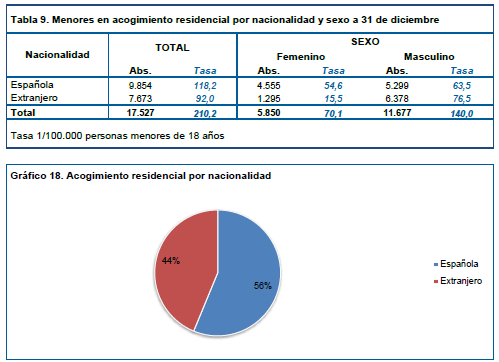 Tabla 9. Menores en acogimiento residencial por nacionalidad y sexo a 31 de diciembre
Nacionalidad TOTAL SEXO
Femenino Masculino
Abs. Tasa Abs. Tasa Abs. Tasa
Española 9.854 118,2 4.555 54,6 5.299 63,5
Extranjero 7.673 92,0 1.295 15,5 6.378 76,5
Total 17.527 210,2 5.850 70,1 11.677 140,0
Tasa 1/100.000 personas menores de 18 años
Gráfico 18. Acogimiento residencial por nacionalidad
44%
56%
Española
Extranjero